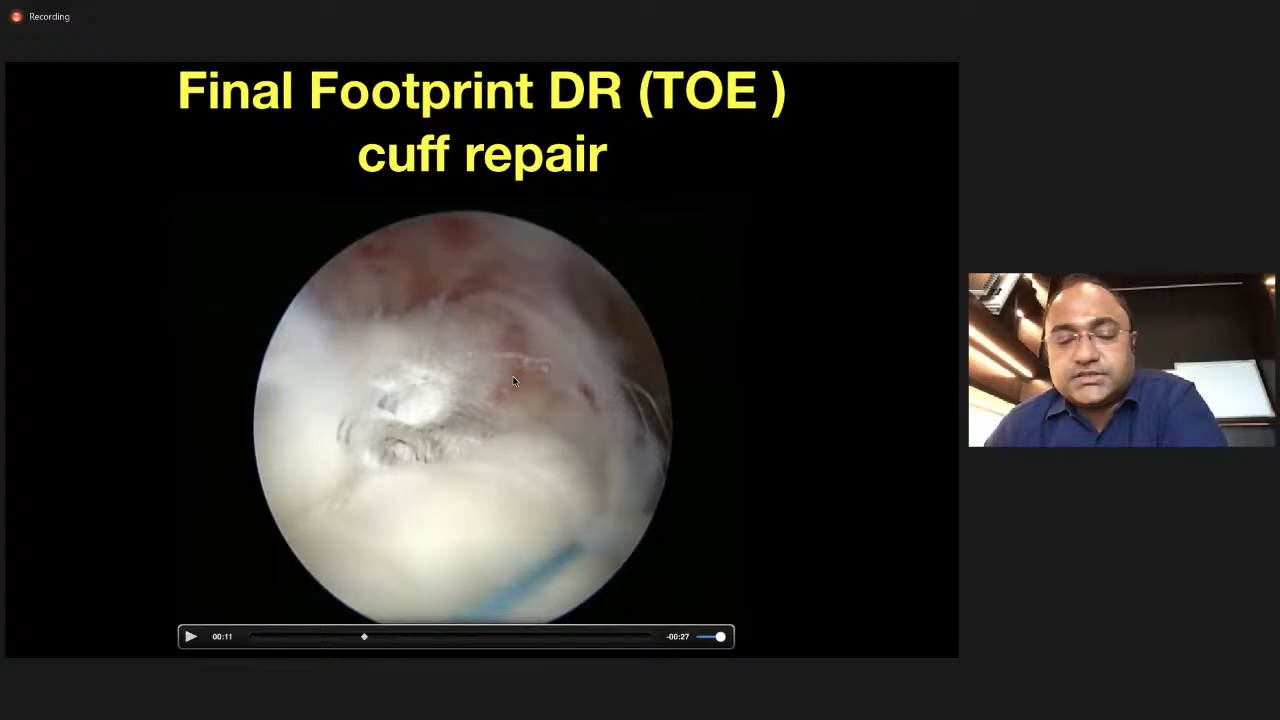 Recording
Final Footprint DR (TOE )
cuff repair
00:11
-00:27